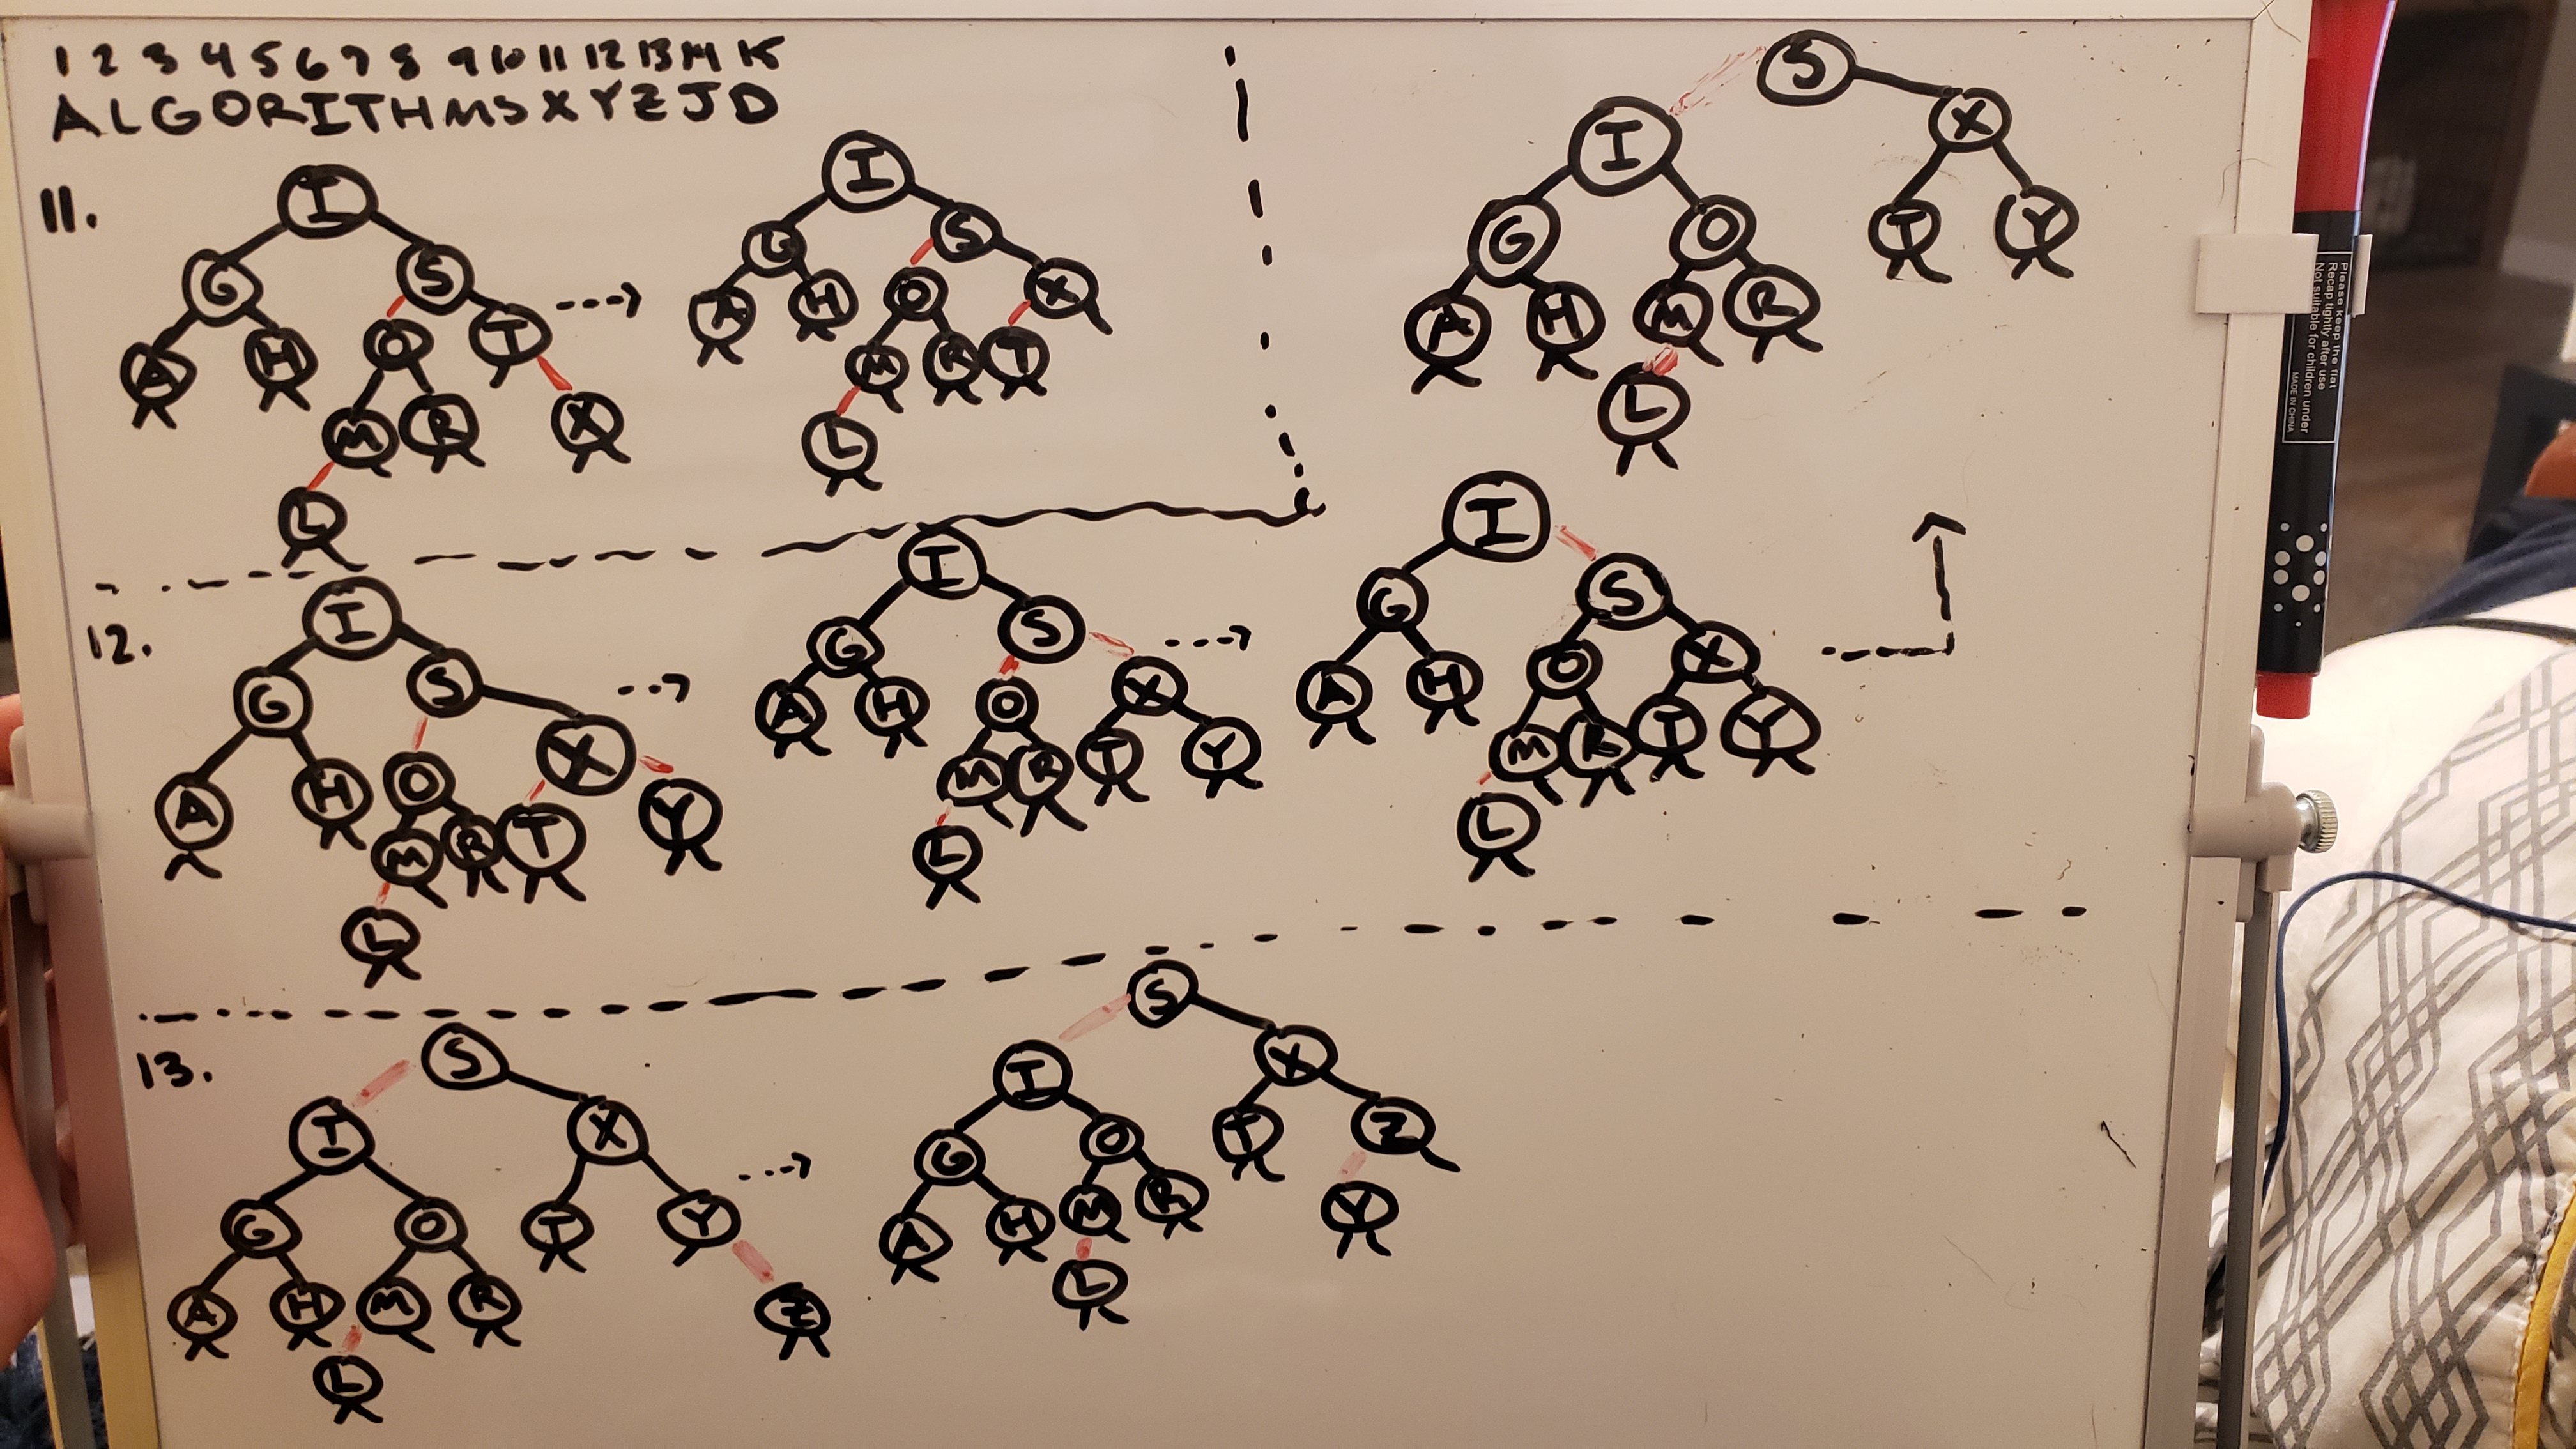 1 2 3 4 5 6 7 8 9 10 11 12 13 14 15
ALGORITHMSXYZJD
11.
I
G S
A H O T
M R X
L
I
G S
A H O X
M R T
L
12.
I
G S
A H O X
M R T Y
L
I
G S
A H O X
M R T Y
L
I
G S
A H O X
M R T Y
L
S
I X
G O T Y
A H M R
L
13.
S
I X
G O T Y
A H M R Z
L
S
I X
G O T Z
A H M R Y
L
Please keep the flat
Recap tightly after use
Not suitable for children under
MADE IN CHINA